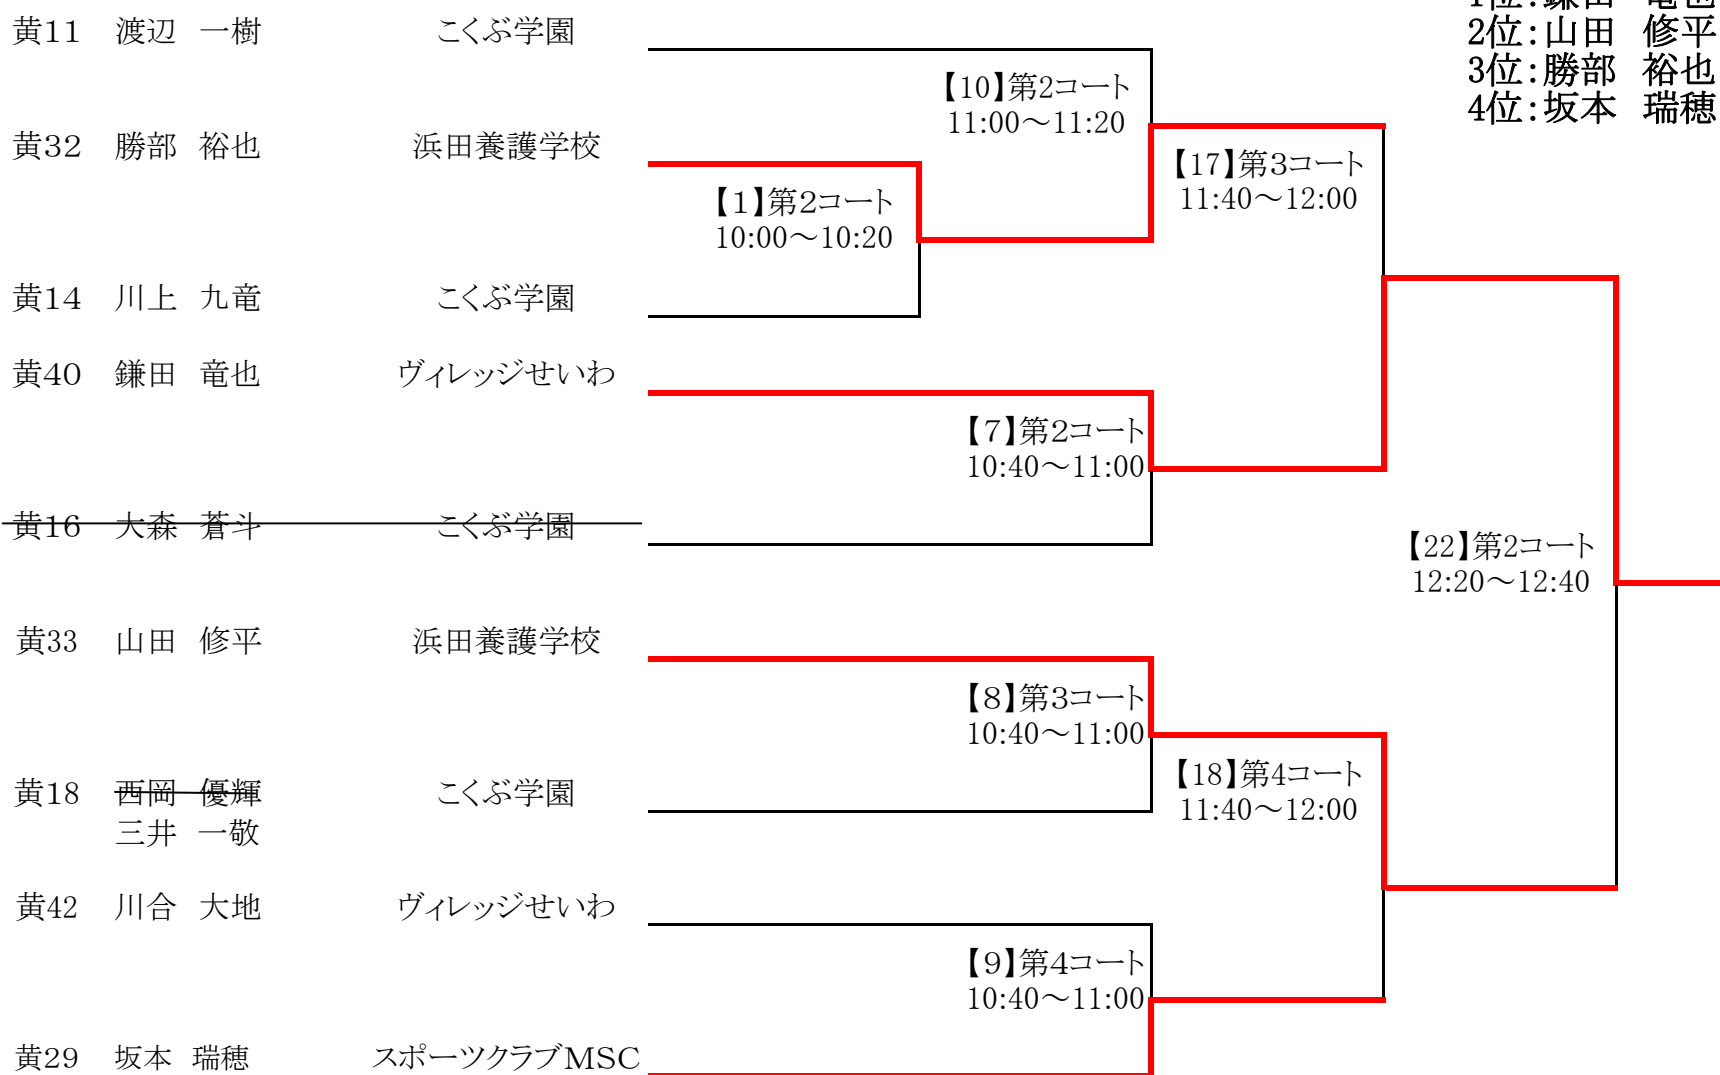 1位：鎌田　竜也
黄11　渡辺　一樹　こくぶ学園
2位：山田　修平
3位：勝部　裕也
【10】第2コート
4位：坂本　瑞穂
11:00～11:20
黄32　勝部　裕也　浜田養護学校
【17】第3コート
11:40～12:00
【1】第2コート
10:00～10:20
黄14　川上　九竜　こくぶ学園
黄40　鎌田　竜也　ヴィレッジせいわ
【7】第2コート
10:40～11:00
黄16　大森　蒼斗　こくぶ学園
【22】第2コート
12:20～12:40
黄33　山田　修平　浜田養護学校
【8】第3コート
10:40～11:00
【18】第4コート
11:40～12:00
黄18　西岡　優輝　こくぶ学園
三井　一敬
黄42　川合　大地　ヴィレッジせいわ
【9】第4コート
10:40～11:00
黄29　坂本　瑞穂　スポーツクラブMSC